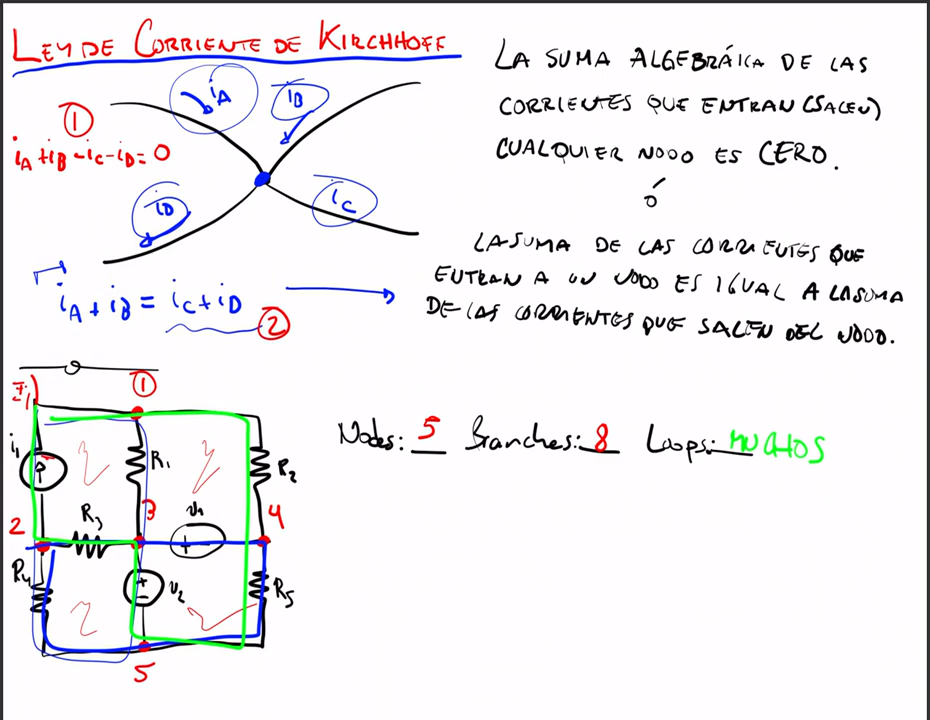 LEY DE CORRIENTE DE KIRCHHOFF
LA SUMA ALGEBRÁICA DE LAS
CORRIENTES QUE ENTRAN (SALEN)
CUALQUIER NODO ES CERO.
Ó
LA SUMA DE LAS CORRIENTES QUE
ENTRAN A UN NODO ES IGUAL A LA SUMA
DE LAS CORRIENTES QUE SALEN DEL NODO.
1
iA + iB - iC - iD = 0
iA
iB
iD
iC
iA + iB = iC + iD
2
1
i1
R1
R2
2
R3
3
v1
4
R4
v2
R5
5
Nodes: 5 Branches: 8 Loops: MUCHOS